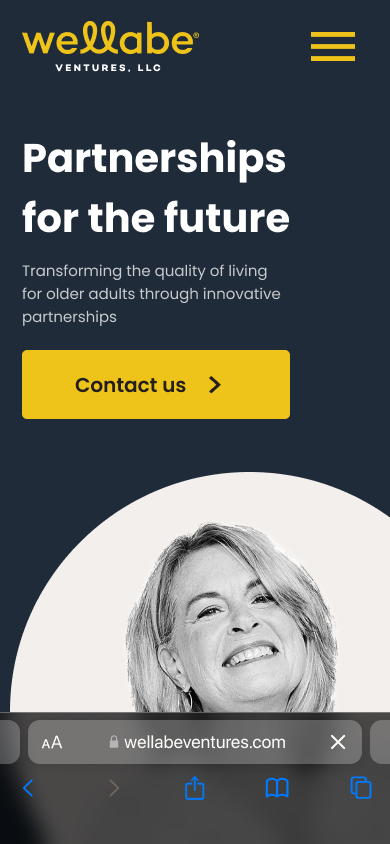 wellabe®
VENTURES, LLC
Partnerships
for the future
Transforming the quality of living
for older adults through innovative
partnerships
Contact us
AA
wellabeventures.com